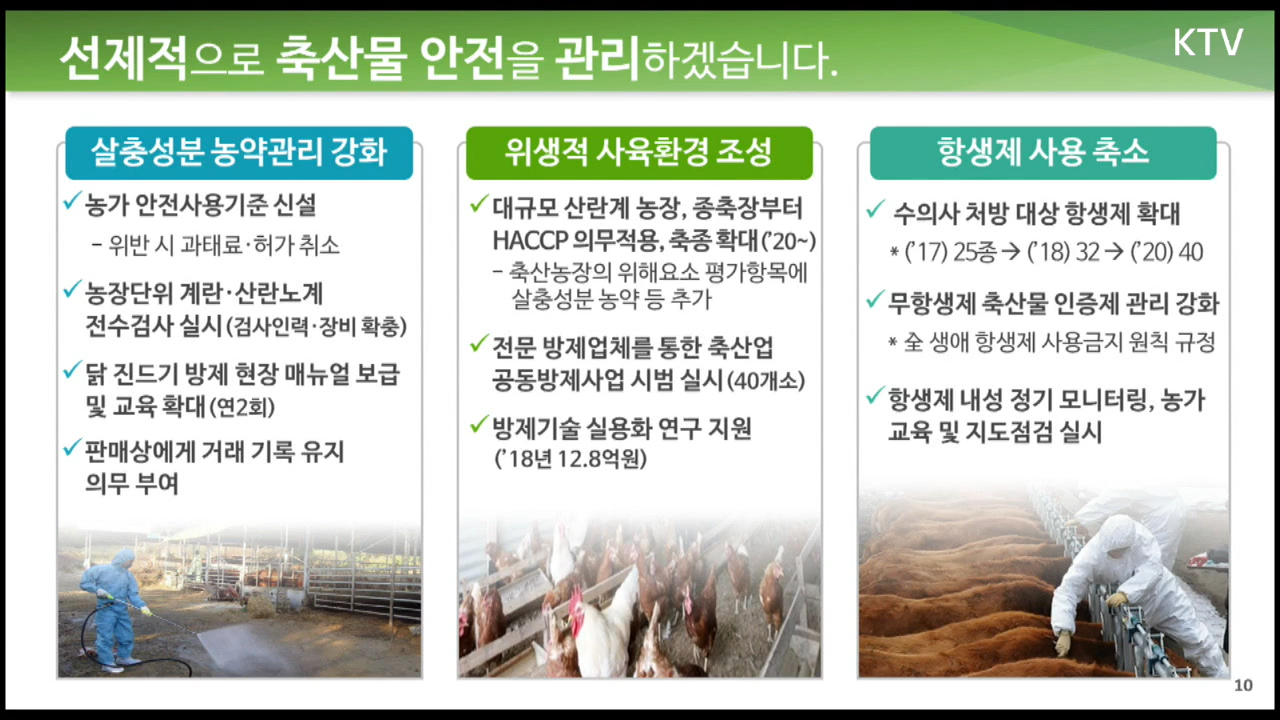 선제적으로 축산물 안전을 관리하겠습니다.
KTV
살충성분 농약관리 강화
✓농가 안전사용기준 신설
- 위반 시 과태료·허가 취소
✓농장단위 계란·산란노계
전수검사 실시(검사인력·장비 확충)
✓닭 진드기 방제 현장 매뉴얼 보급
및 교육 확대(연2회)
✓판매상에게 거래 기록 유지
의무 부여
위생적 사육환경 조성
✓대규모 산란계 농장, 종축장부터
HACCP 의무적용, 축종 확대('20~)
- 축산농장의 위해요소 평가항목에
살충성분 농약 등 추가
✓전문 방제업체를 통한 축산업
공동방제사업 시범 실시(40개소)
✓방제기술 실용화 연구 지원
('18년 12.8억원)
항생제 사용 축소
✓ 수의사 처방 대상 항생제 확대
* ('17) 25종→('18) 32→('20) 40
✓무항생제 축산물 인증제 관리 강화
* 全 생애 항생제 사용금지 원칙 규정
✓항생제 내성 정기 모니터링, 농가
교육 및 지도점검 실시
10